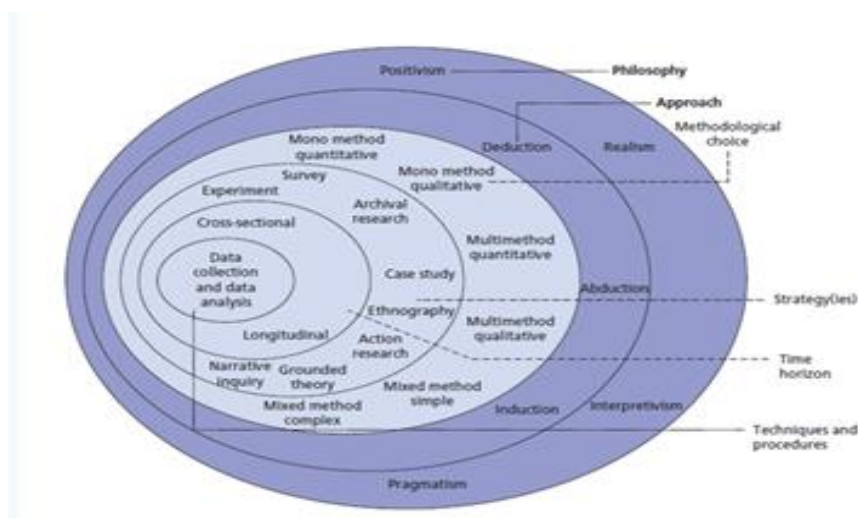 Positivism
Philosophy
Approach
Methodological
choice
Mono method
quantitative
Deduction
Realism
Survey
Mono method
qualitative
Experiment
Archival
research
Cross-sectional
Multimethod
quantitative
Data
collection
and data
analysis
Case study
Abduction
Strategy(ies)
Ethnography
Multimethod
qualitative
Longitudinal
Action
research
Time
horizon
Narrative
inquiry
Grounded
theory
Mixed method
simple
Mixed method
complex
Induction
Interpretivism
Techniques and
procedures
Pragmatism